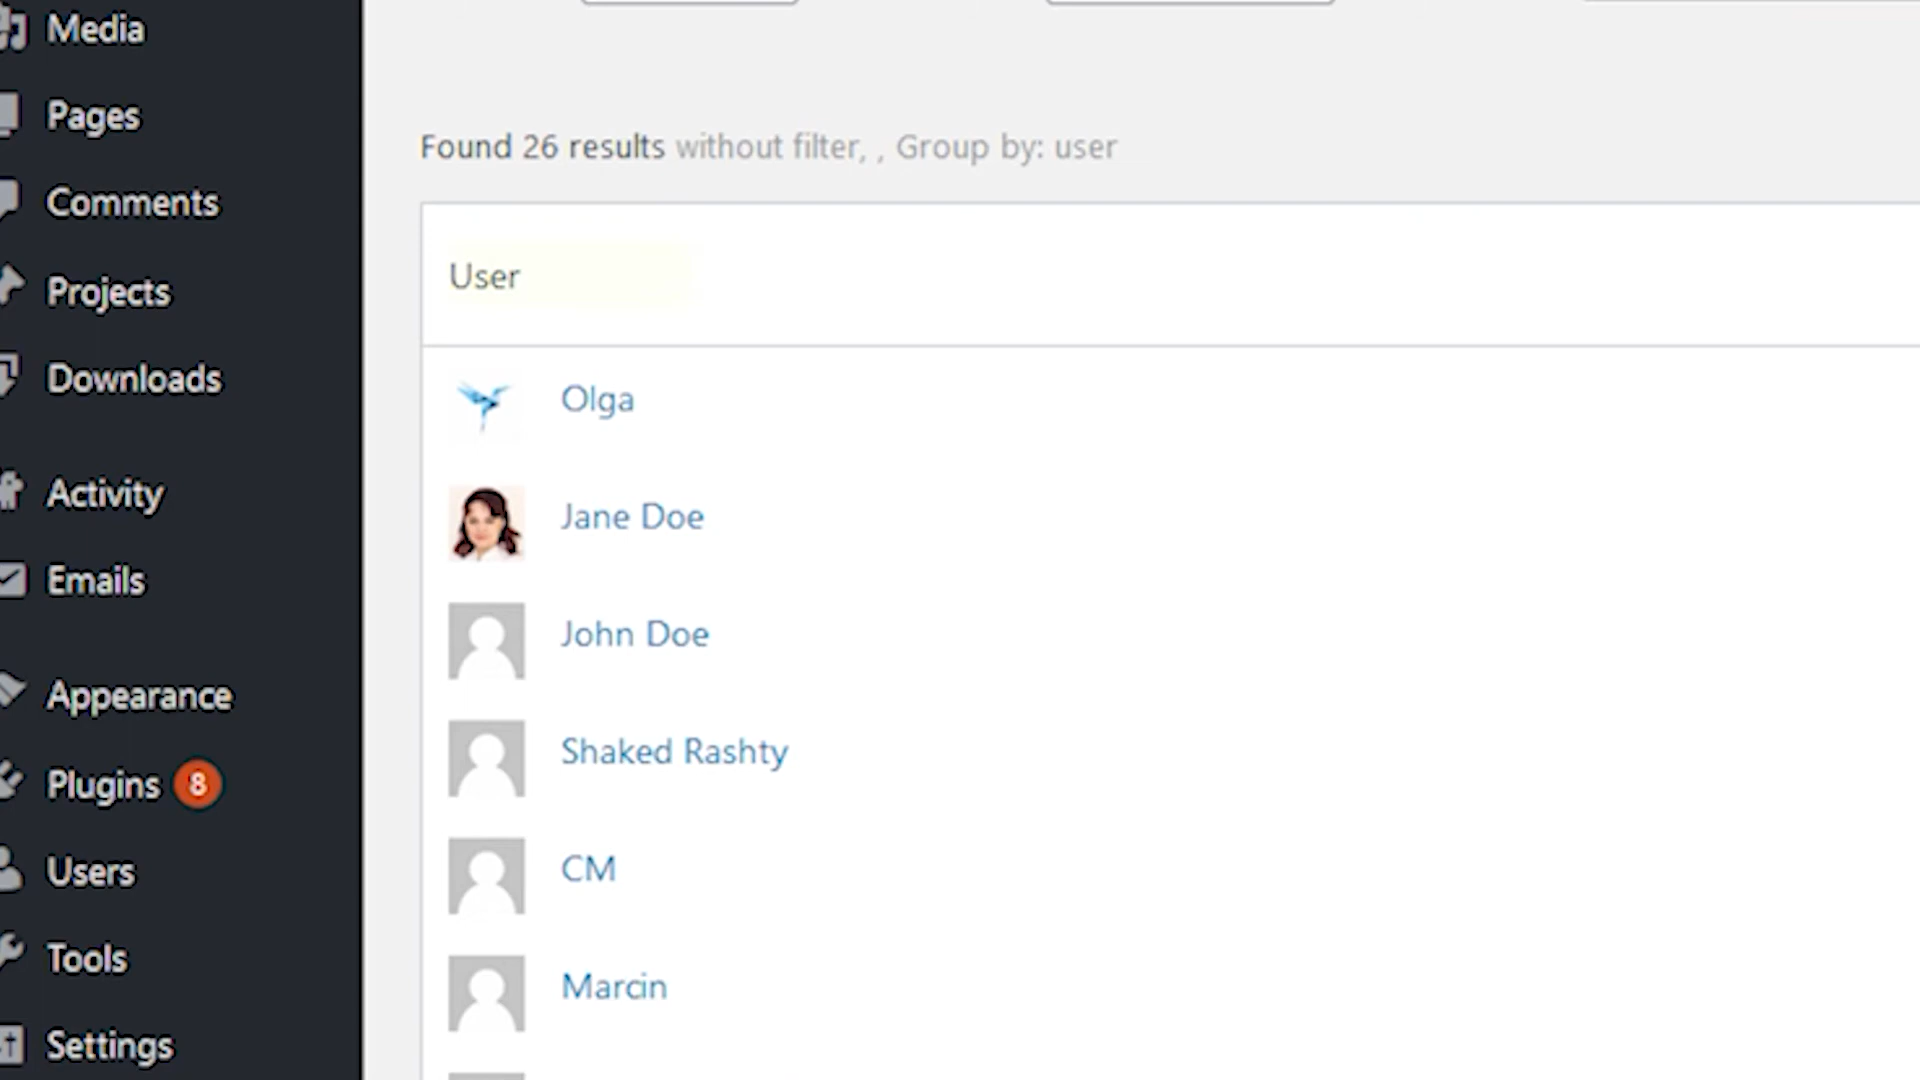 Media
Pages
Comments
Projects
Downloads
Activity
Emails
Appearance
Plugins 8
Users
Tools
Settings
Found 26 results without filter, , Group by: user
User
Olga
Jane Doe
John Doe
Shaked Rashty
CM
Marcin